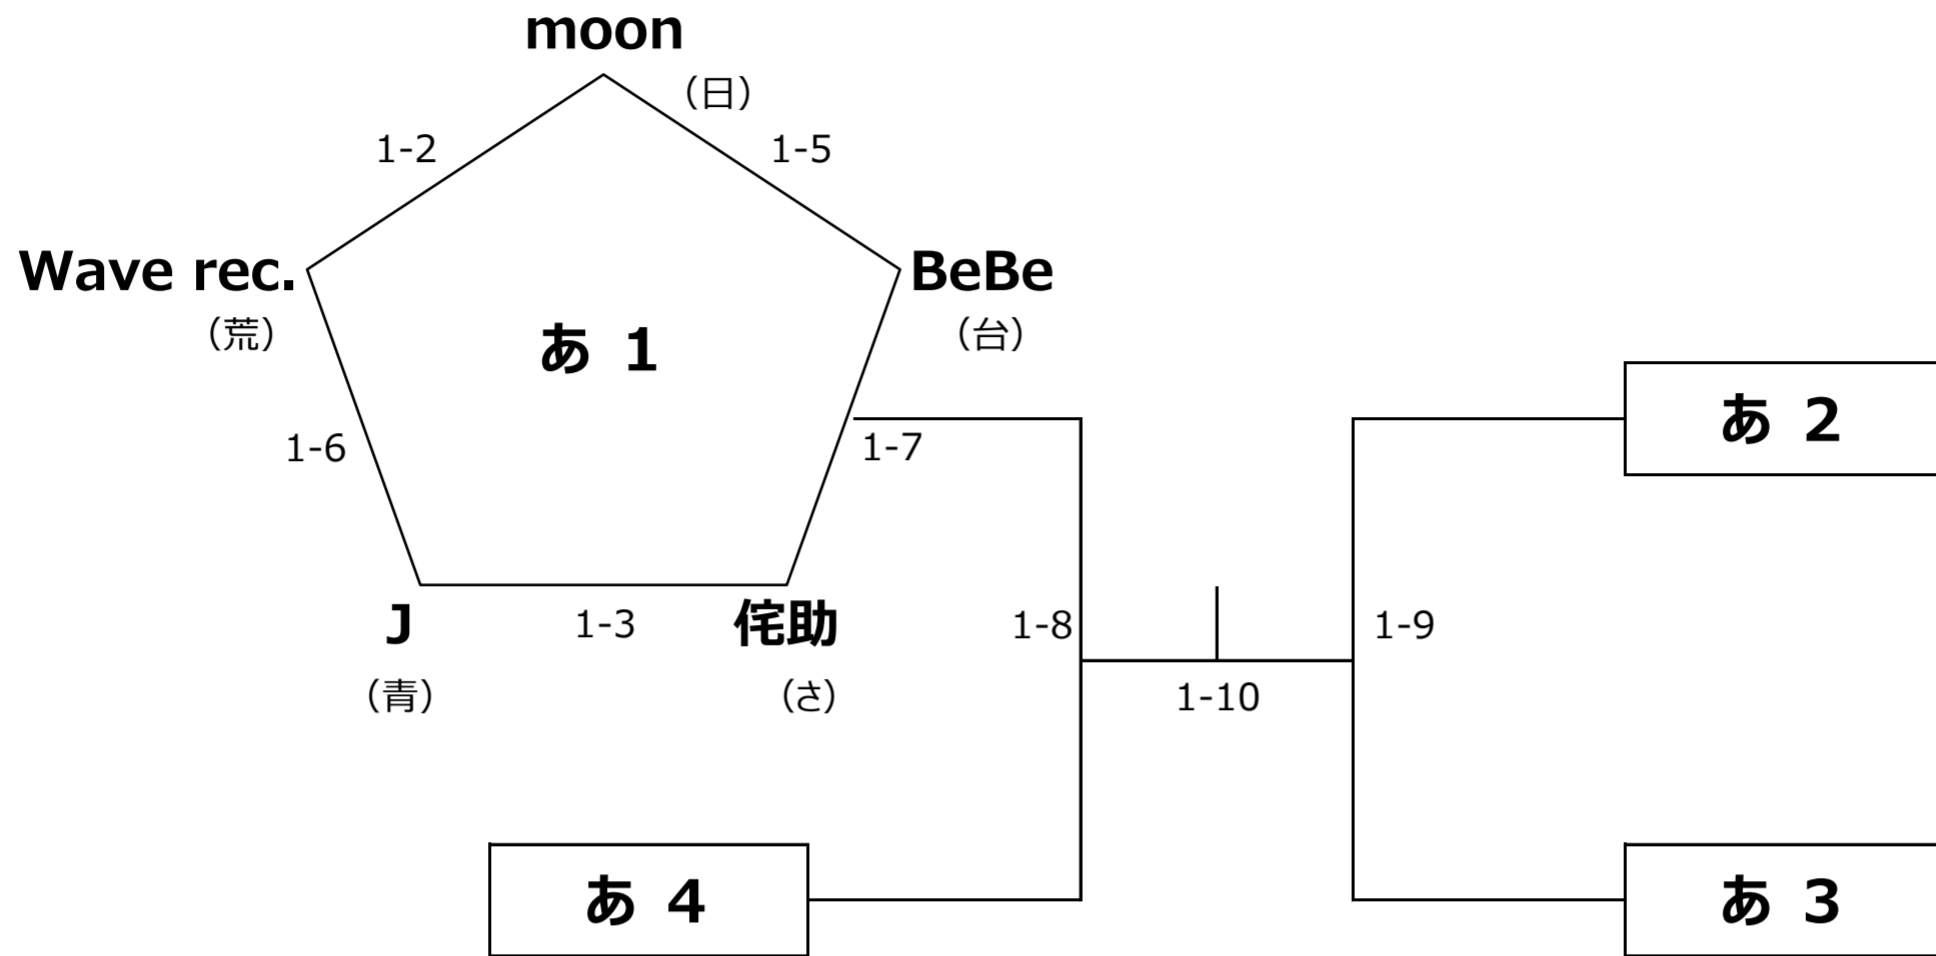 moon
（日）
1-2
1-5
Wave rec.
（荒）
BeBe
（台）
あ 1
1-6
1-7
あ 2
J
（青）
1-3
侘助
（さ）
1-8
1-9
1-10
あ 4
あ 3